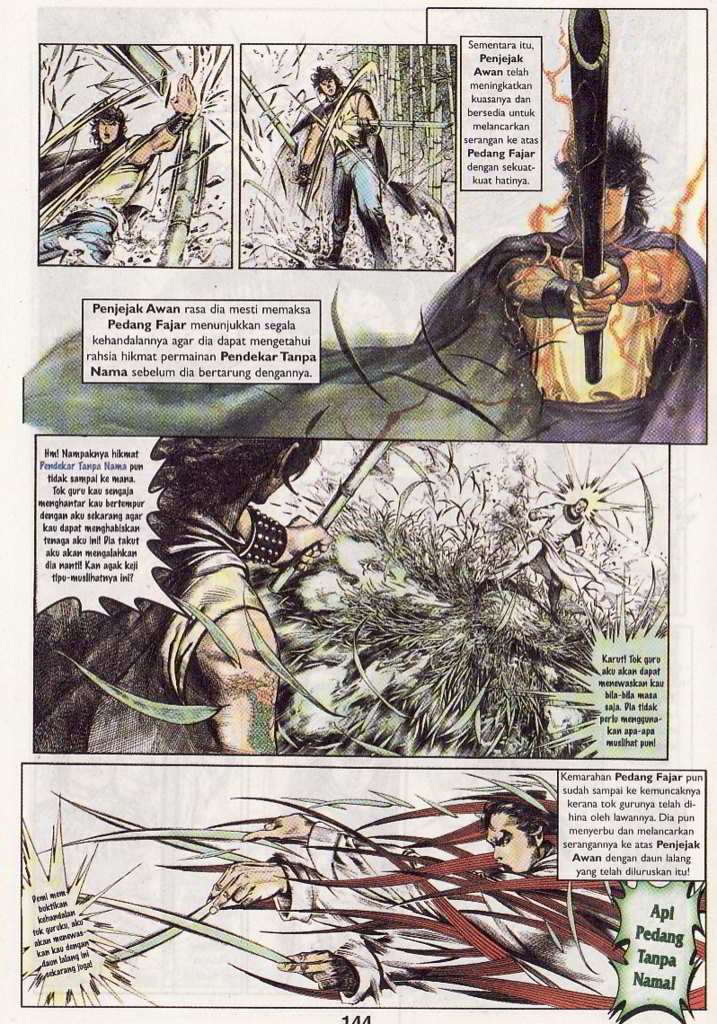 Sementara itu,
Penjejak
Awan telah
meningkatkan
kuasanya dan
bersedia untuk
melancarkan
serangan ke atas
Pedang Fajar
dengan sekuat-
kuat hatinya.
Penjejak Awan rasa dia mesti memaksa
Pedang Fajar menunjukkan segala
kehandalannya agar dia dapat mengetahui
rahsia hikmat permainan Pendekar Tanpa
Nama sebelum dia bertarung dengannya.
Hm! Nampaknya hikmat
Pendekar Tanpa Nama pun
tidak sampai ke mana.
Tok guru kau sengaja
menghantar kau bertempur
dengan aku sekarang agar
kau dapat menghabiskan
tenaga aku ini! Dia takut
aku akan mengalahkan
dia nanti! Kan agak keji
tipu-muslihatnya ini?
Karut! Tok guru
aku akan dapat
menewaskan kau
bila-bila masa
saja. Dia tidak
perlu mengguna-
kan apa-apa
muslihat pun!
Kemarahan Pedang Fajar pun
sudah sampai ke kemuncaknya
kerana tok gurunya telah di-
hina oleh lawannya. Dia pun
menyerbu dan melancarkan
serangannya ke atas Penjejak
Awan dengan daun lalang
yang telah diluruskan itu!
Demi mem-
buktikan
kehandalan
tok guruku, aku
akan menewas-
kan kau dengan
daun lalang ini
sekarang juga!
Api
Pedang
Tanpa
Nama!
144